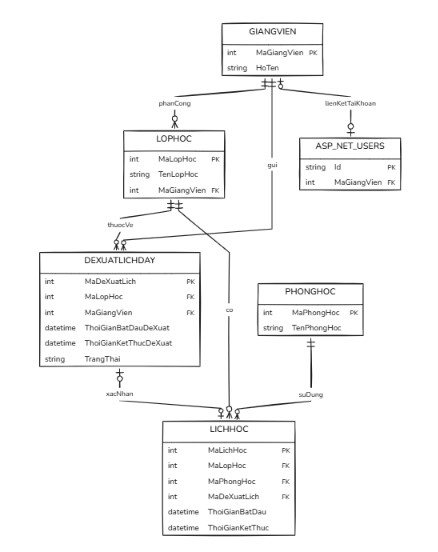 GIANGVIEN
int MaGiangVien PK
string HoTen
phanCong
lienKetTaiKhoan
LOPHOC
int MaLopHoc PK
string TenLopHoc
int MaGiangVien FK
ASP_NET_USERS
string Id PK
int MaGiangVien FK
gui
thuocVe
DEXUATLICHDAY
int MaDeXuatLich PK
int MaLopHoc FK
int MaGiangVien FK
datetime ThoiGianBatDauDeXuat
datetime ThoiGianKetThucDeXuat
string TrangThai
PHONGHOC
int MaPhongHoc PK
string TenPhongHoc
co
xacNhan
suDung
LICHHOC
int MaLichHoc PK
int MaLopHoc FK
int MaPhongHoc FK
int MaDeXuatLich FK
datetime ThoiGianBatDau
datetime ThoiGianKetThuc